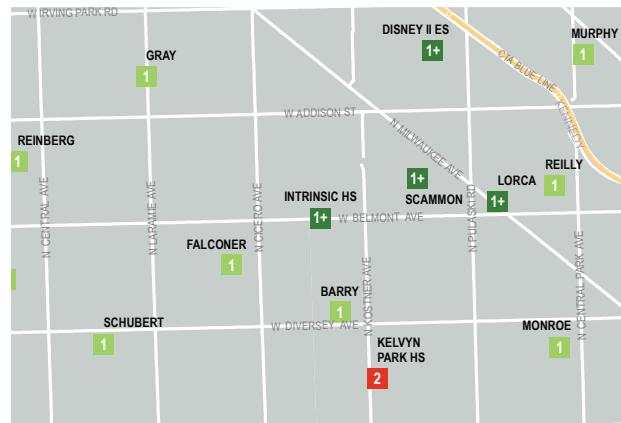 W IRVING PARK RD
DISNEY II ES
1+
MURPHY
1
GRAY
1
CTA BLUE LINE
KENNEDY
W ADDISON ST
N MILWAUKEE AVE
REINBERG
1
1+
SCAMMON
LORCA
1+
REILLY
1
N CENTRAL AVE
N LARAMIE AVE
N CICERO AVE
INTRINSIC HS
1+
W BELMONT AVE
N PULASKI RD
FALCONER
1
N KOSTNER AVE
N CENTRAL PARK AVE
BARRY
1
SCHUBERT
1
W DIVERSEY AVE
MONROE
1
KELVYN
PARK HS
2